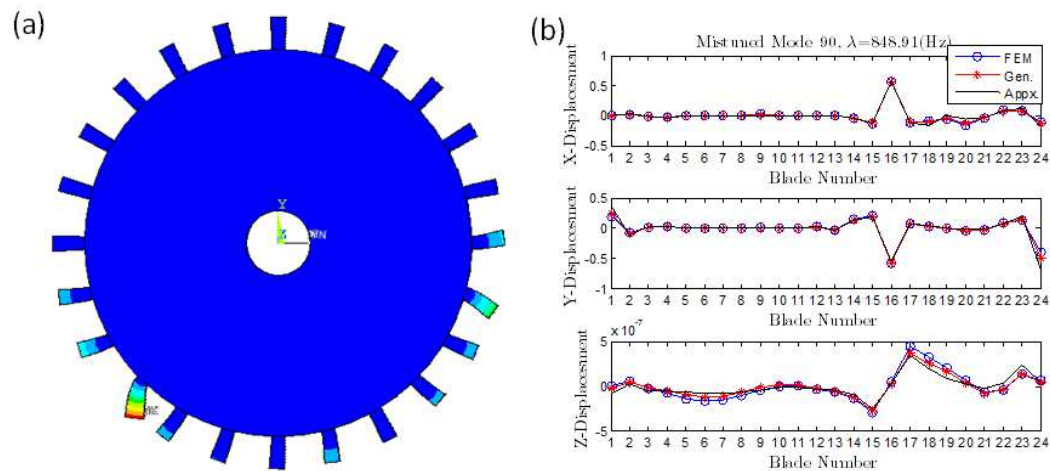 (a)
Y
Z
(b)
Mistuned Mode 90, λ=848.91(Hz)
FEM
Gen.
Appx.
X-Displacesment
1
0.5
0
-0.5
1 2 3 4 5 6 7 8 9 10 11 12 13 14 15 16 17 18 19 20 21 22 23 24
Blade Number
Y-Displacesment
0.5
0
-0.5
-1
1 2 3 4 5 6 7 8 9 10 11 12 13 14 15 16 17 18 19 20 21 22 23 24
Blade Number
x 10⁻⁷
Z-Displacesment
5
0
-5
1 2 3 4 5 6 7 8 9 10 11 12 13 14 15 16 17 18 19 20 21 22 23 24
Blade Number